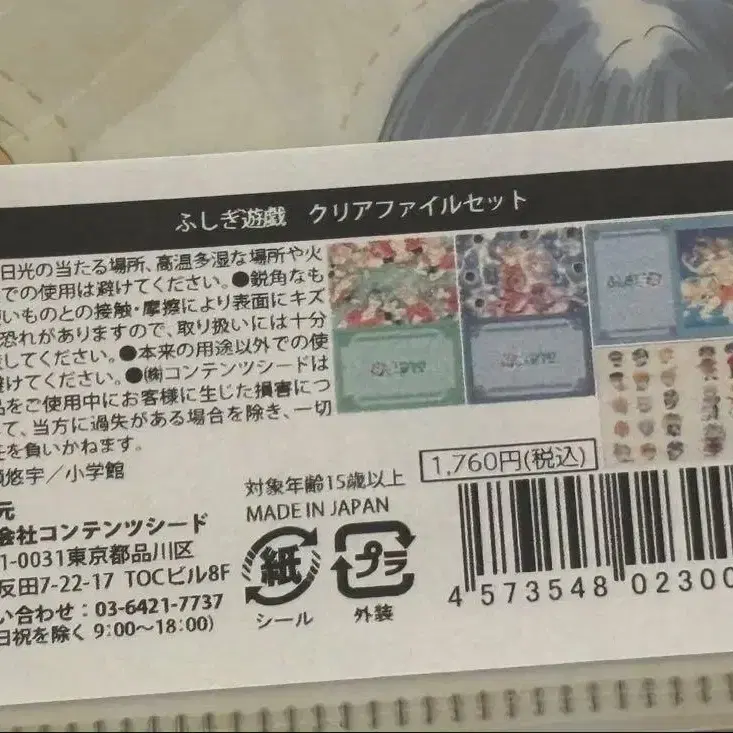 ふしぎ遊戯 クリアファイルセット
日光の当たる場所、高温多湿な場所や火
での使用は避けてください。●鋭角なも
いものとの接触・摩擦により表面にキズ
恐れがありますので、取り扱いには十分
してください。●本来の用途以外での使
避けてください。●㈱コンテンツシードは
品をご使用中にお客様に生じた損害につ
て、当方に過失がある場合を除き、一切
を負いかねます。
悠宇／小学館
元
会社コンテンツシード
1-0031東京都品川区
反田7-22-17 TOCビル8F
い合わせ：03-6421-7737
日祝を除く 9:00～18:00)
対象年齢15歳以上
MADE IN JAPAN
紙
シール
プラ
外装
1,760円(税込)
4 573548 02300